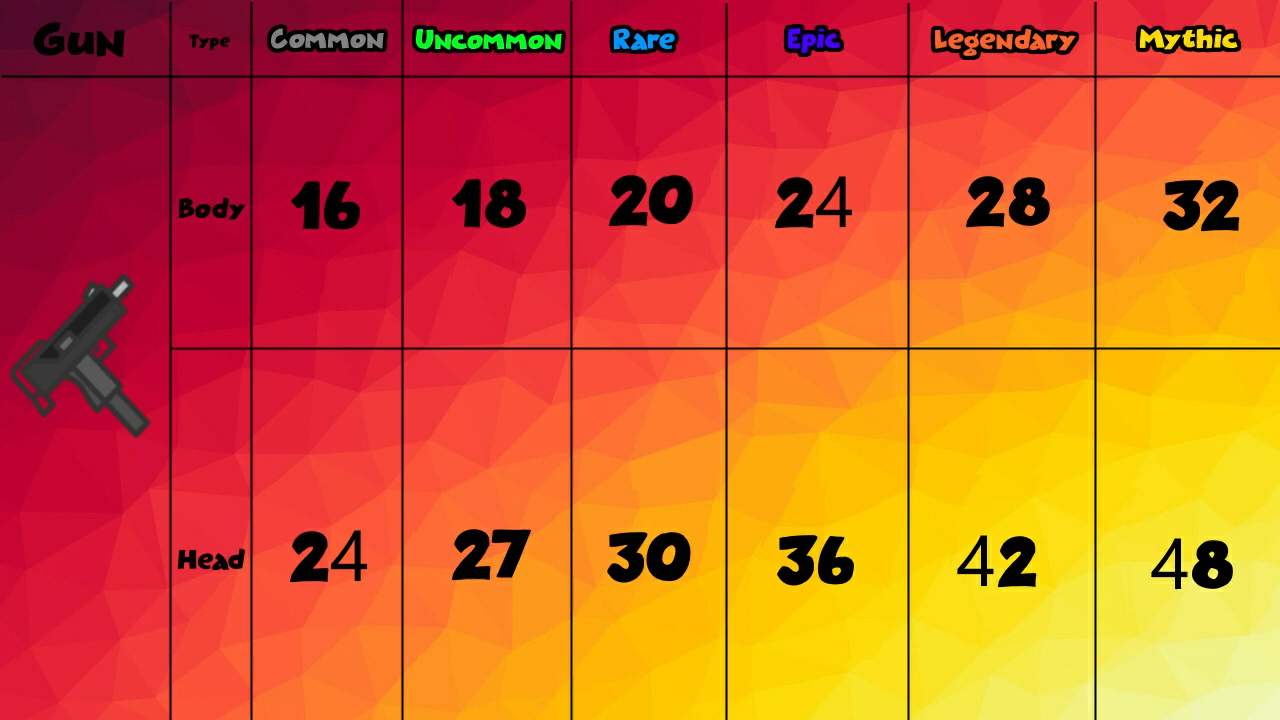 Gun Type Common Uncommon Rare Epic Legendary Mythic
Body 16 18 20 24 28 32
Head 24 27 30 36 42 48